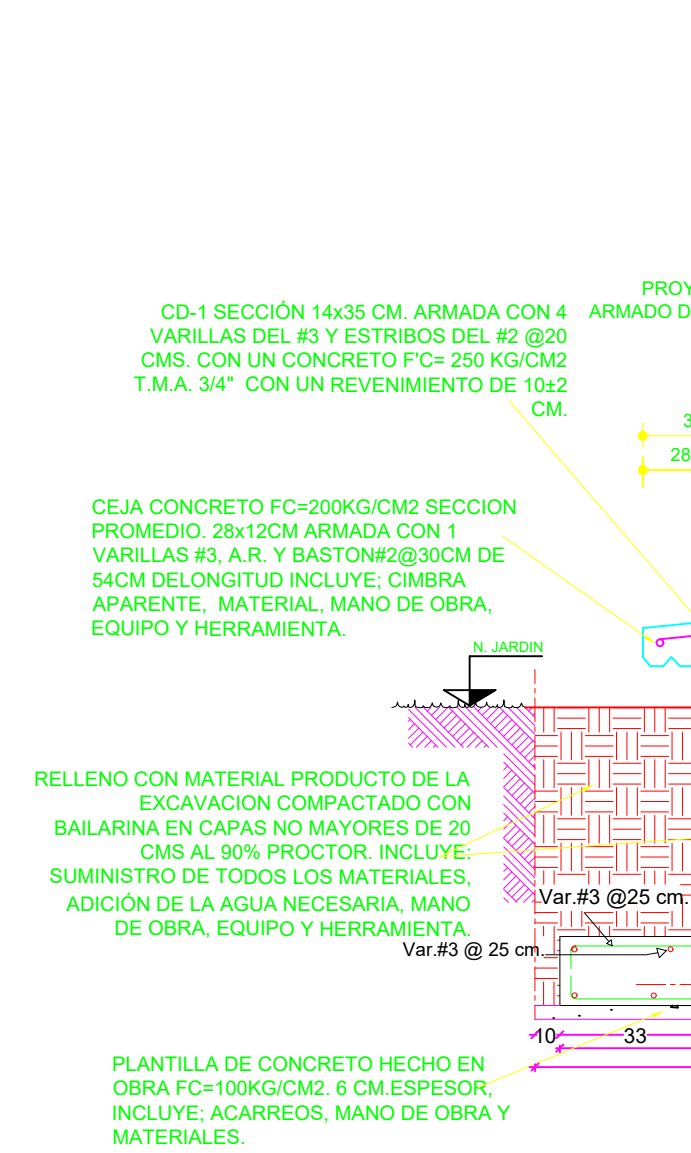 PROY
ARMADO D
CD-1 SECCIÓN 14x35 CM. ARMADA CON 4
VARILLAS DEL #3 Y ESTRIBOS DEL #2 @20
CMS. CON UN CONCRETO F'C= 250 KG/CM2
T.M.A. 3/4" CON UN REVENIMIENTO DE 10±2
CM.
3
28
CEJA CONCRETO FC=200KG/CM2 SECCION
PROMEDIO. 28x12CM ARMADA CON 1
VARILLAS #3, A.R. Y BASTON#2@30CM DE
54CM DELONGITUD INCLUYE; CIMBRA
APARENTE, MATERIAL, MANO DE OBRA,
EQUIPO Y HERRAMIENTA.
N. JARDIN
RELLENO CON MATERIAL PRODUCTO DE LA
EXCAVACION COMPACTADO CON
BAILARINA EN CAPAS NO MAYORES DE 20
CMS AL 90% PROCTOR. INCLUYE:
SUMINISTRO DE TODOS LOS MATERIALES,
ADICIÓN DE LA AGUA NECESARIA, MANO
DE OBRA, EQUIPO Y HERRAMIENTA.
Var.#3 @25 cm.
Var.#3 @ 25 cm.
10
33
PLANTILLA DE CONCRETO HECHO EN
OBRA FC=100KG/CM2. 6 CM.ESPESOR,
INCLUYE; ACARREOS, MANO DE OBRA Y
MATERIALES.